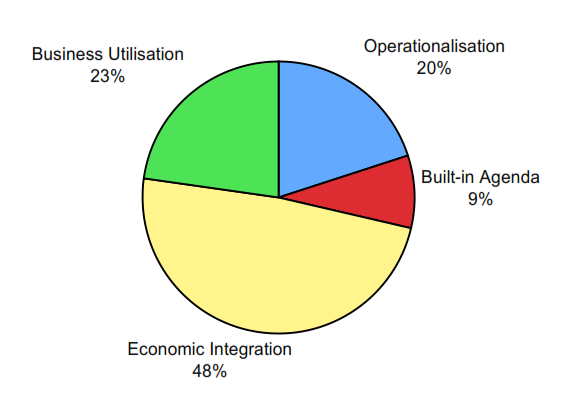 Operationalisation
20%
Business Utilisation
23%
Built-in Agenda
9%
Economic Integration
48%